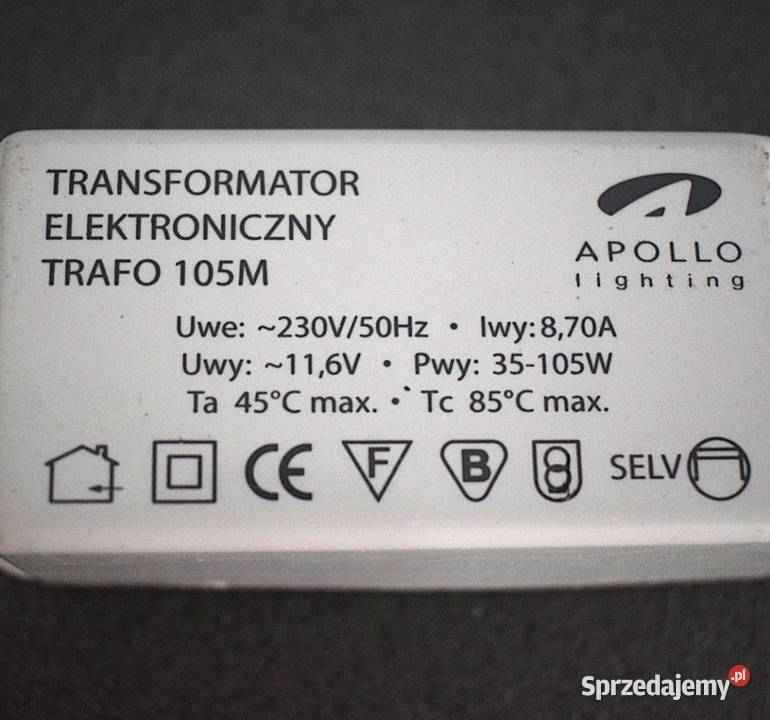 TRANSFORMATOR
ELEKTRONICZNY
TRAFO 105M
APOLLO
lighting
Uwe: ~230V/50Hz • Iwy:8,70A
Uwy: ~11,6V • Pwy: 35-105W
Ta 45°C max. • Tc 85°C max.
CE F B SELV
Sprzedajemy.pl